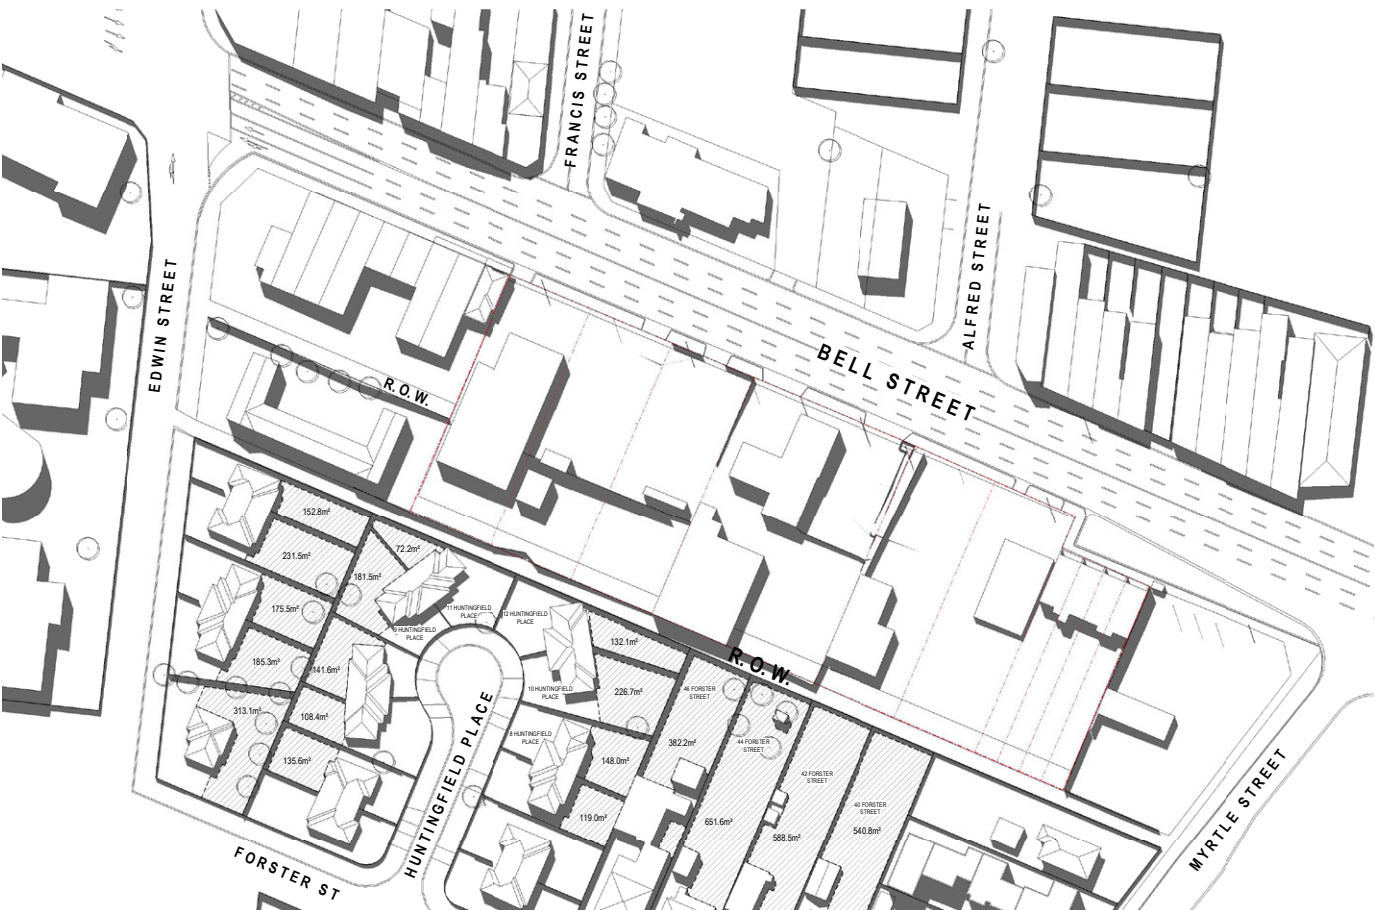 FRANCIS STREET
ALFRED STREET
EDWIN STREET
BELL STREET
R.O.W.
152.8m²
231.5m²
72.2m²
181.5m²
175.5m²
11 HUNTINGFIELD
PLACE
12 HUNTINGFIELD
PLACE
9 HUNTINGFIELD
PLACE
132.1m²
R.O.W.
185.3m²
141.6m²
10 HUNTINGFIELD
PLACE
226.7m²
46 FORSTER
STREET
313.1m²
108.4m²
8 HUNTINGFIELD
PLACE
382.2m²
44 FORSTER
STREET
135.6m²
148.0m²
42 FORSTER
STREET
HUNTINGFIELD PLACE
119.0m²
651.6m²
588.5m²
40 FORSTER
STREET
540.8m²
MYRTLE STREET
FORSTER ST